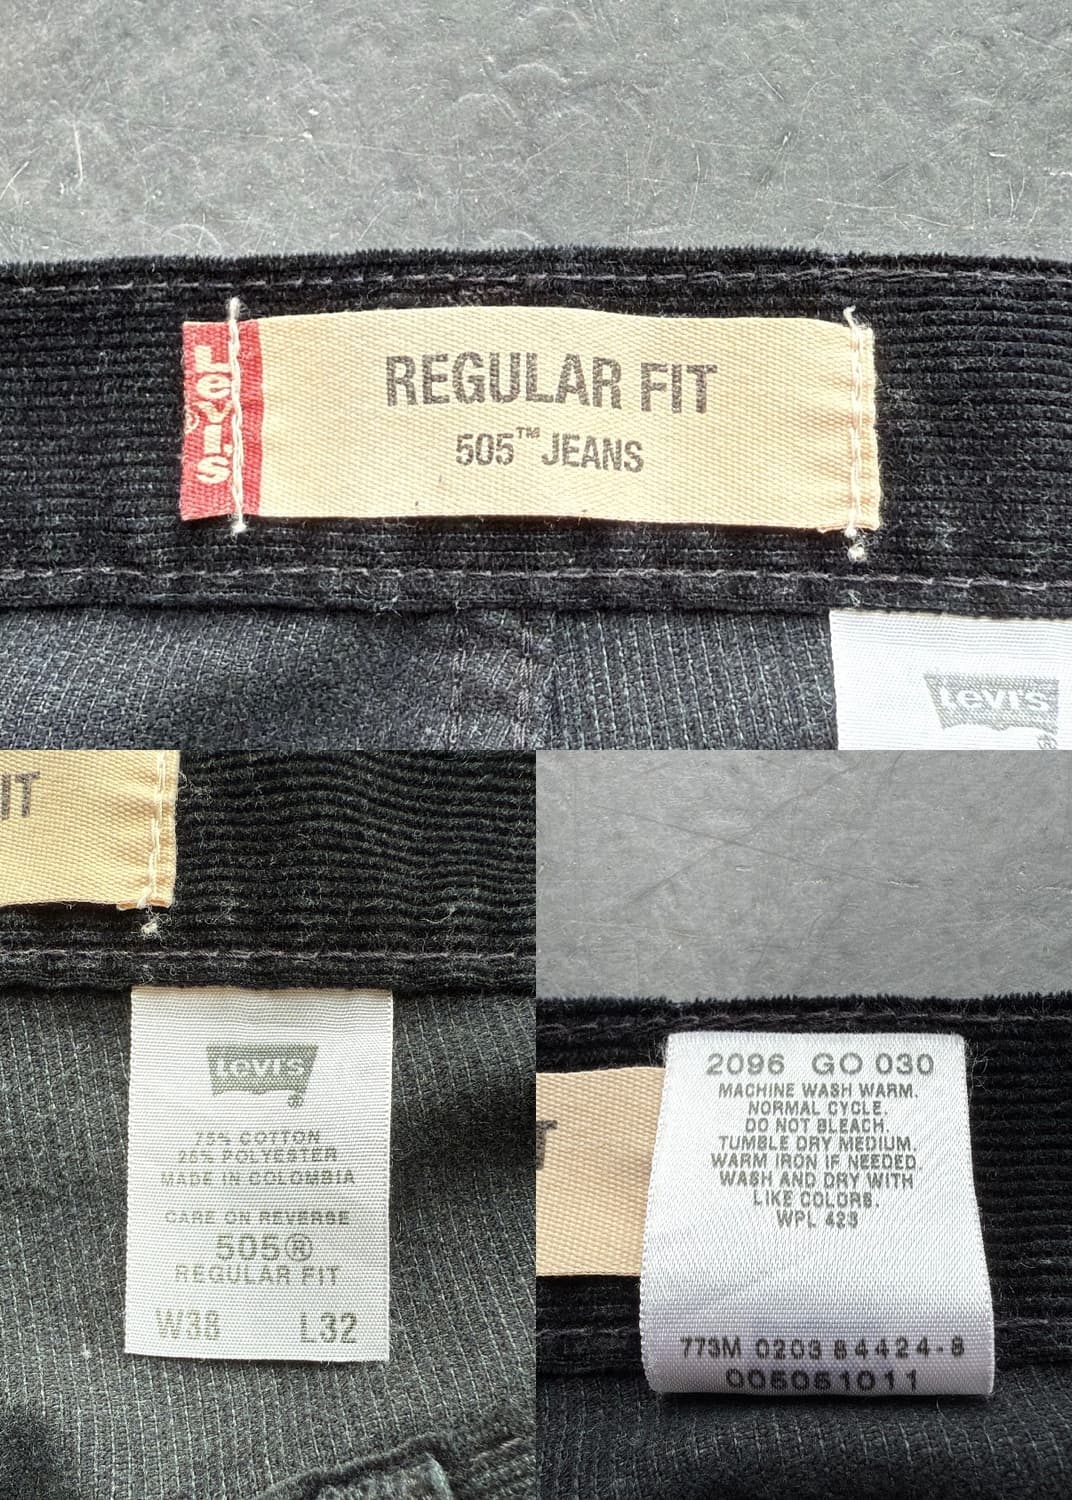 Levi's
REGULAR FIT
505™ JEANS
Levi's
IT
Levi's
75% COTTON
25% POLYESTER
MADE IN COLOMBIA
CARE ON REVERSE
505®
REGULAR FIT
W38 L32
T
2096 GO 030
MACHINE WASH WARM.
NORMAL CYCLE.
DO NOT BLEACH.
TUMBLE DRY MEDIUM.
WARM IRON IF NEEDED.
WASH AND DRY WITH
LIKE COLORS.
WPL 423
773M 0203 84424-8
005051011